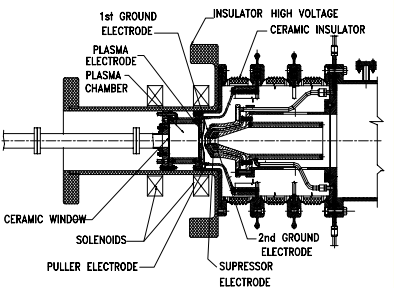 1st GROUND
ELECTRODE
INSULATOR HIGH VOLTAGE
CERAMIC INSULATOR
PLASMA
ELECTRODE
PLASMA
CHAMBER
CERAMIC WINDOW
SOLENOIDS
PULLER ELECTRODE
SUPRESSOR
ELECTRODE
2nd GROUND
ELECTRODE